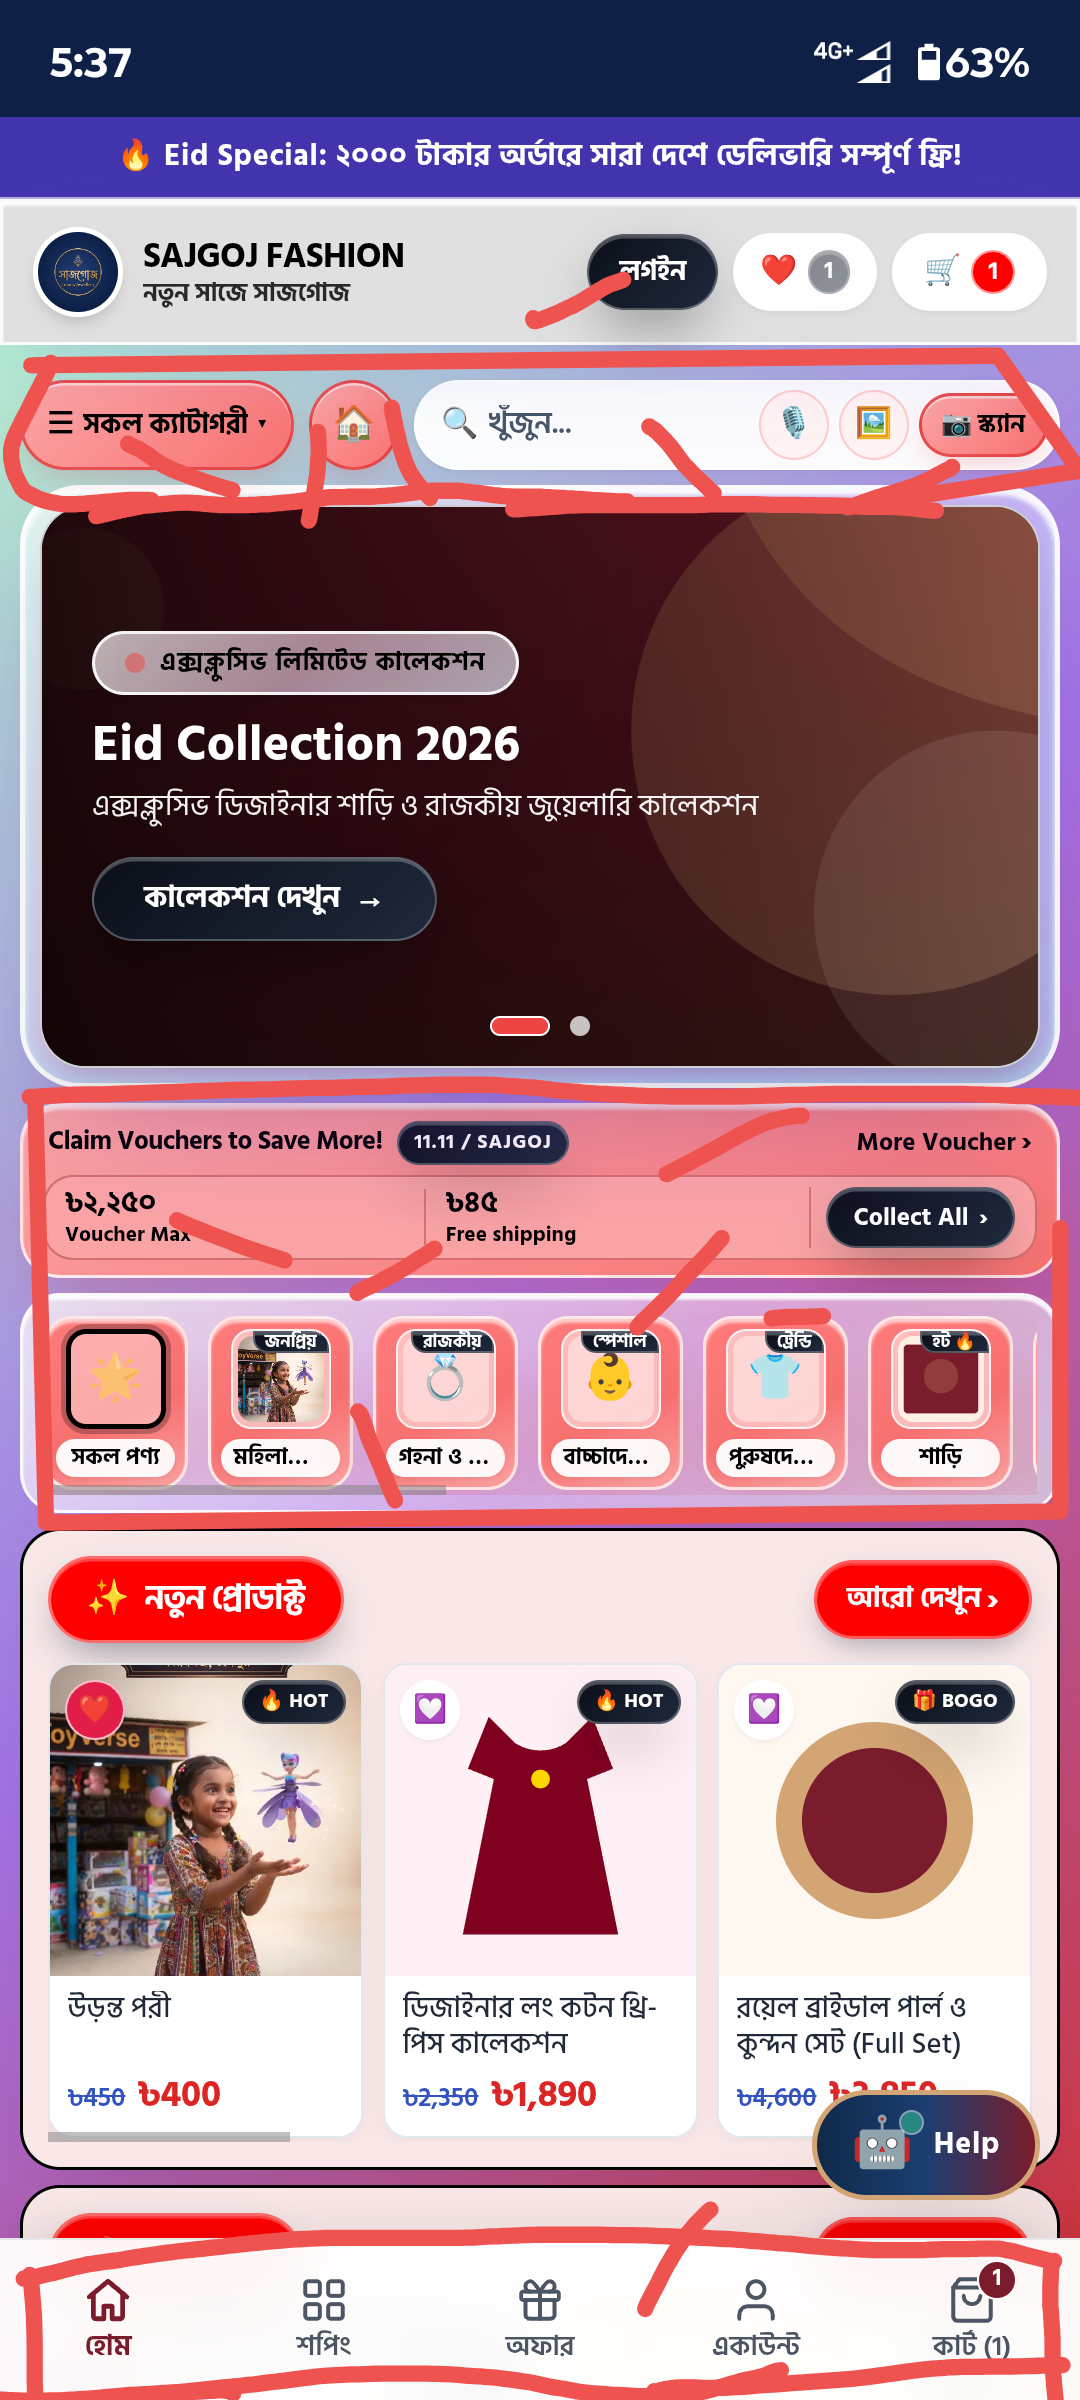 5:37
4G+ 63%
🔥 Eid Special: ২০০০ টাকার অর্ডারে সারা দেশে ডেলিভারি সম্পূর্ণ ফ্রি!
সাজগোজ
SAJGOJ FASHION
নতুন সাজে সাজগোজ
লগইন
1
1
☰ সকল ক্যাটাগরী ▾
খুঁজুন...
স্ক্যান
এক্সক্লুসিভ লিমিটেড কালেকশন
Eid Collection 2026
এক্সক্লুসিভ ডিজাইনার শাড়ি ও রাজকীয় জুয়েলারি কালেকশন
কালেকশন দেখুন →
Claim Vouchers to Save More! 11.11 / SAJGOJ More Voucher ›
৳২,২৫০ ৳৪৫
Voucher Max Free shipping Collect All ›
জনপ্রিয় রাজকীয় স্পেশাল ট্রেন্ডি হট 🔥
সকল পণ্য মহিলা... গহনা ও ... বাচ্চাদে... পুরুষদে... শাড়ি
✨ নতুন প্রোডাক্ট আরো দেখুন ›
🔥 HOT 🔥 HOT 🎁 BOGO
oyVerse
উড়ন্ত পরী
৳450 ৳400
ডিজাইনার লং কটন থ্রি-
পিস কালেকশন
৳2,350 ৳1,890
রয়েল ব্রাইডাল পার্ল ও
কুন্দন সেট (Full Set)
৳4,600
Help
1
হোম শপিং অফার একাউন্ট কার্ট (1)